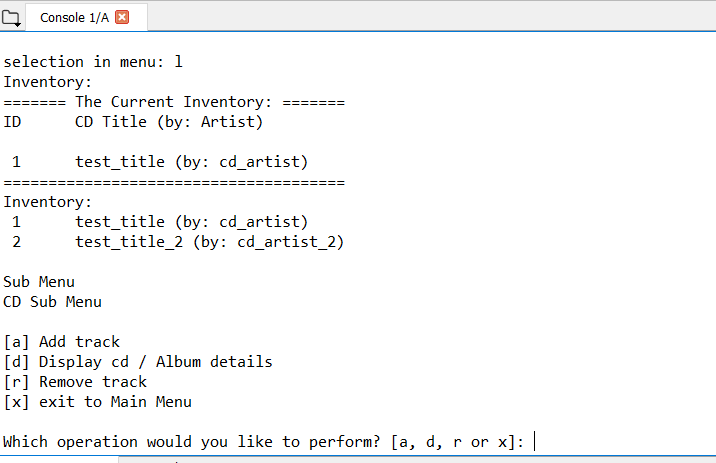 Console 1/A
selection in menu: l
Inventory:
======= The Current Inventory: =======
ID      CD Title (by: Artist)
1      test_title (by: cd_artist)
======================================
Inventory:
1      test_title (by: cd_artist)
2      test_title_2 (by: cd_artist_2)
Sub Menu
CD Sub Menu
[a] Add track
[d] Display cd / Album details
[r] Remove track
[x] exit to Main Menu
Which operation would you like to perform? [a, d, r or x]: